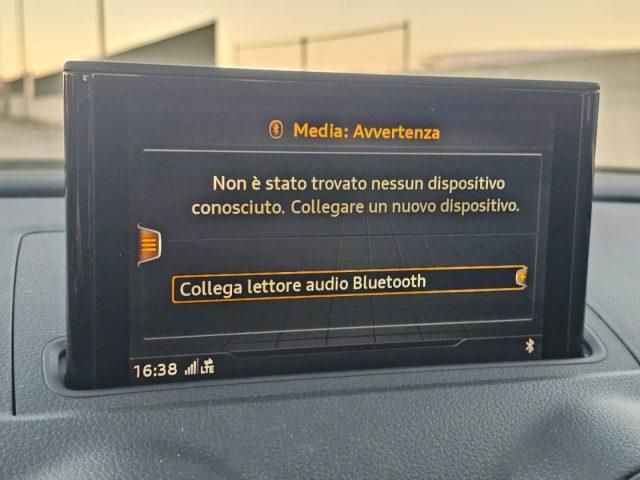 Media: Avvertenza
Non è stato trovato nessun dispositivo
conosciuto. Collegare un nuovo dispositivo.
Collega lettore audio Bluetooth
16:38 LTE